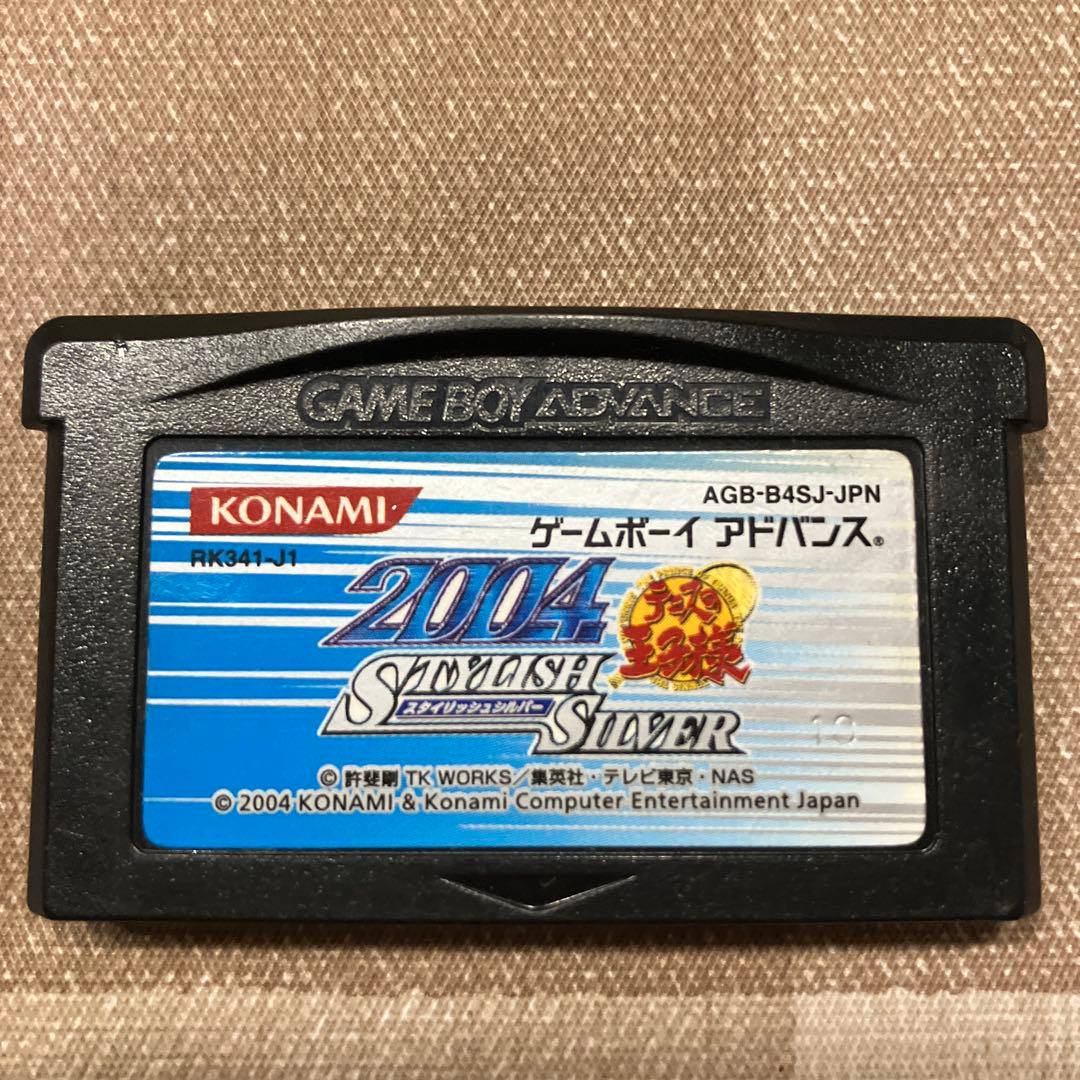 GAME BOY ADVANCE
KONAMI
AGB-B4SJ-JPN
RK341-J1
ゲームボーイ アドバンス®
2004
テニスの王子様
STYLISH
スタイリッシュシルバー
SILVER
13
© 許斐剛 TK WORKS/集英社・テレビ東京・NAS
© 2004 KONAMI & Konami Computer Entertainment Japan